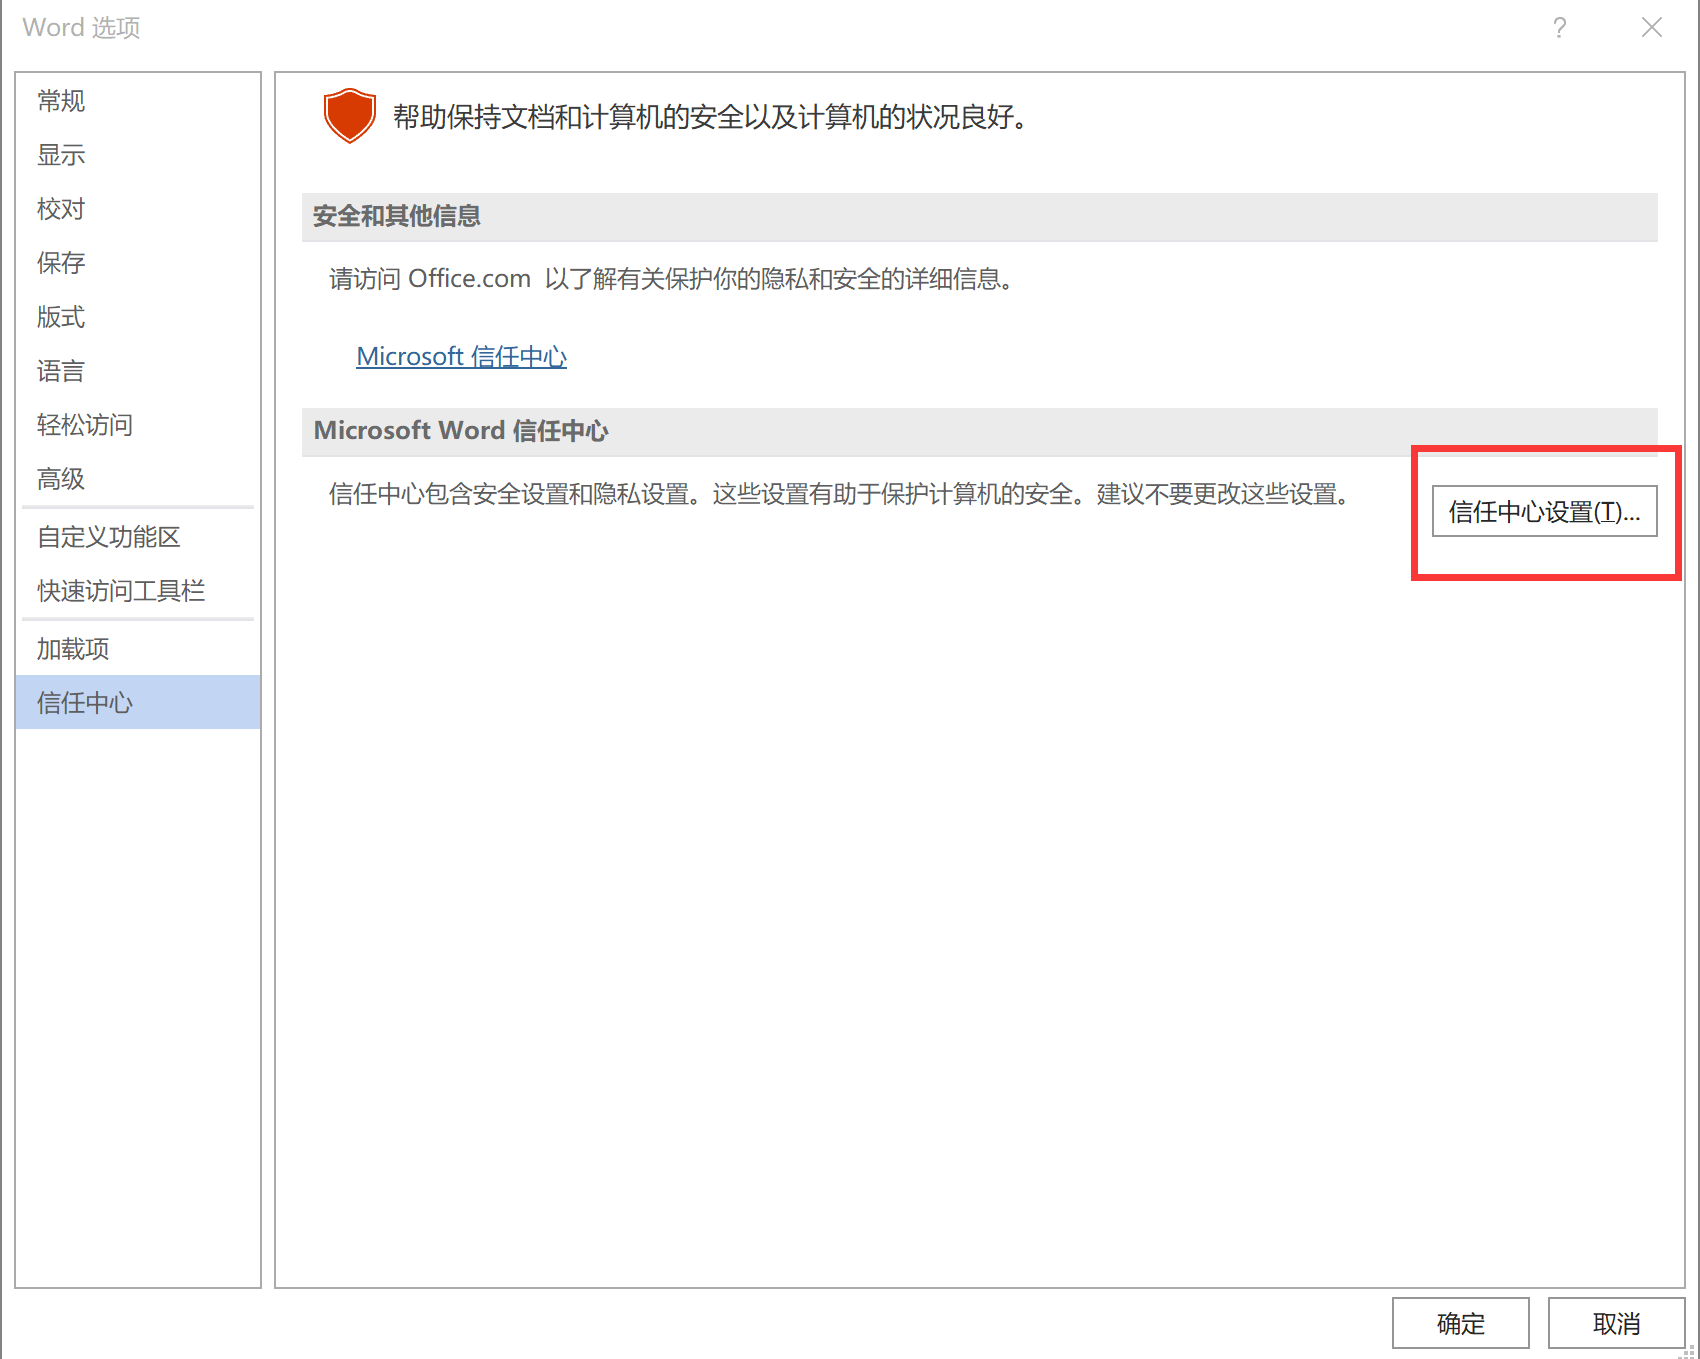 Word 选项
?
常规
显示
校对
保存
版式
语言
轻松访问
高级
自定义功能区
快速访问工具栏
加载项
信任中心
帮助保持文档和计算机的安全以及计算机的状况良好。
安全和其他信息
请访问 Office.com 以了解有关保护你的隐私和安全的详细信息。
Microsoft 信任中心
Microsoft Word 信任中心
信任中心包含安全设置和隐私设置。这些设置有助于保护计算机的安全。建议不要更改这些设置。
信任中心设置(T)...
确定
取消